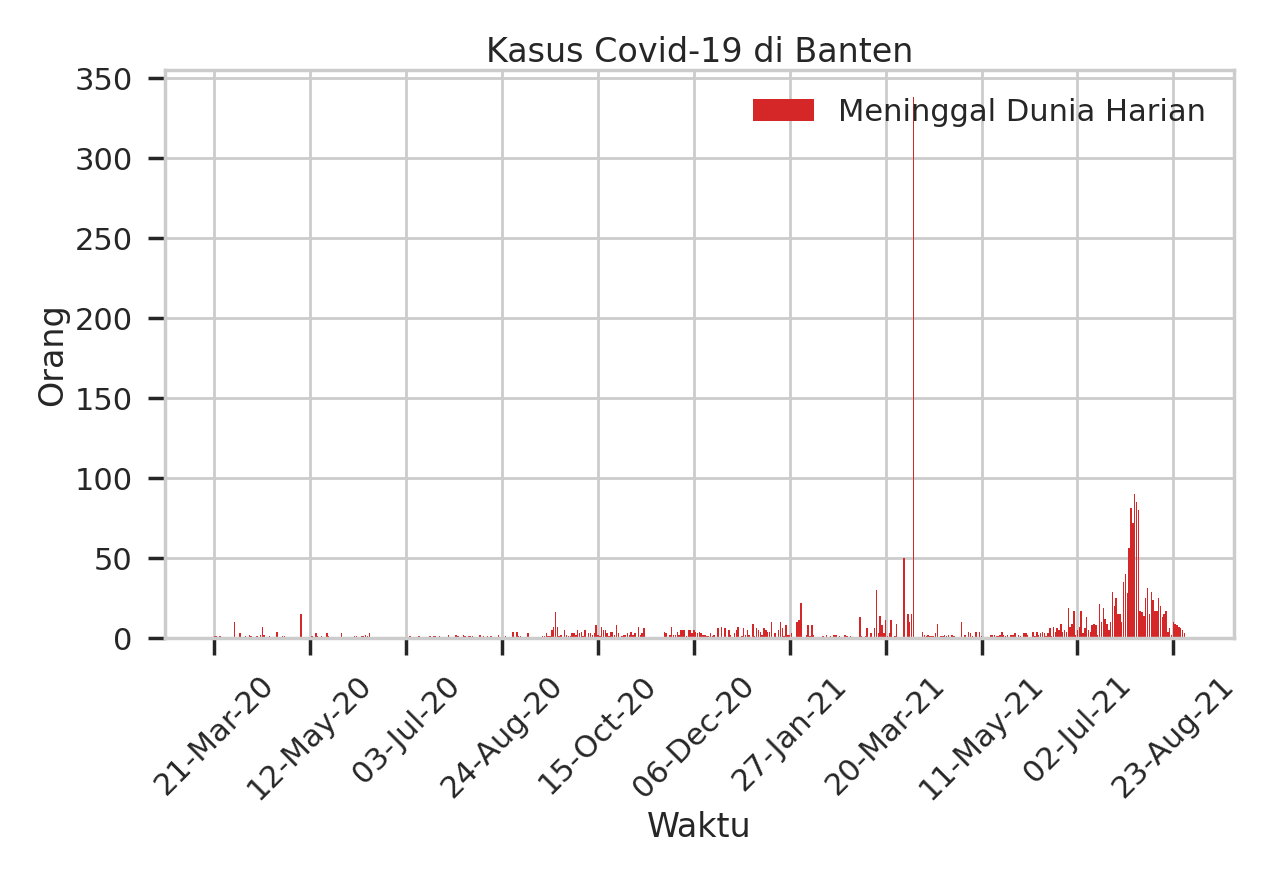 Kasus Covid-19 di Banten
Meninggal Dunia Harian
350
300
250
200
150
100
50
0
Orang
21-Mar-20
12-May-20
03-Jul-20
24-Aug-20
15-Oct-20
06-Dec-20
27-Jan-21
20-Mar-21
11-May-21
02-Jul-21
23-Aug-21
Waktu